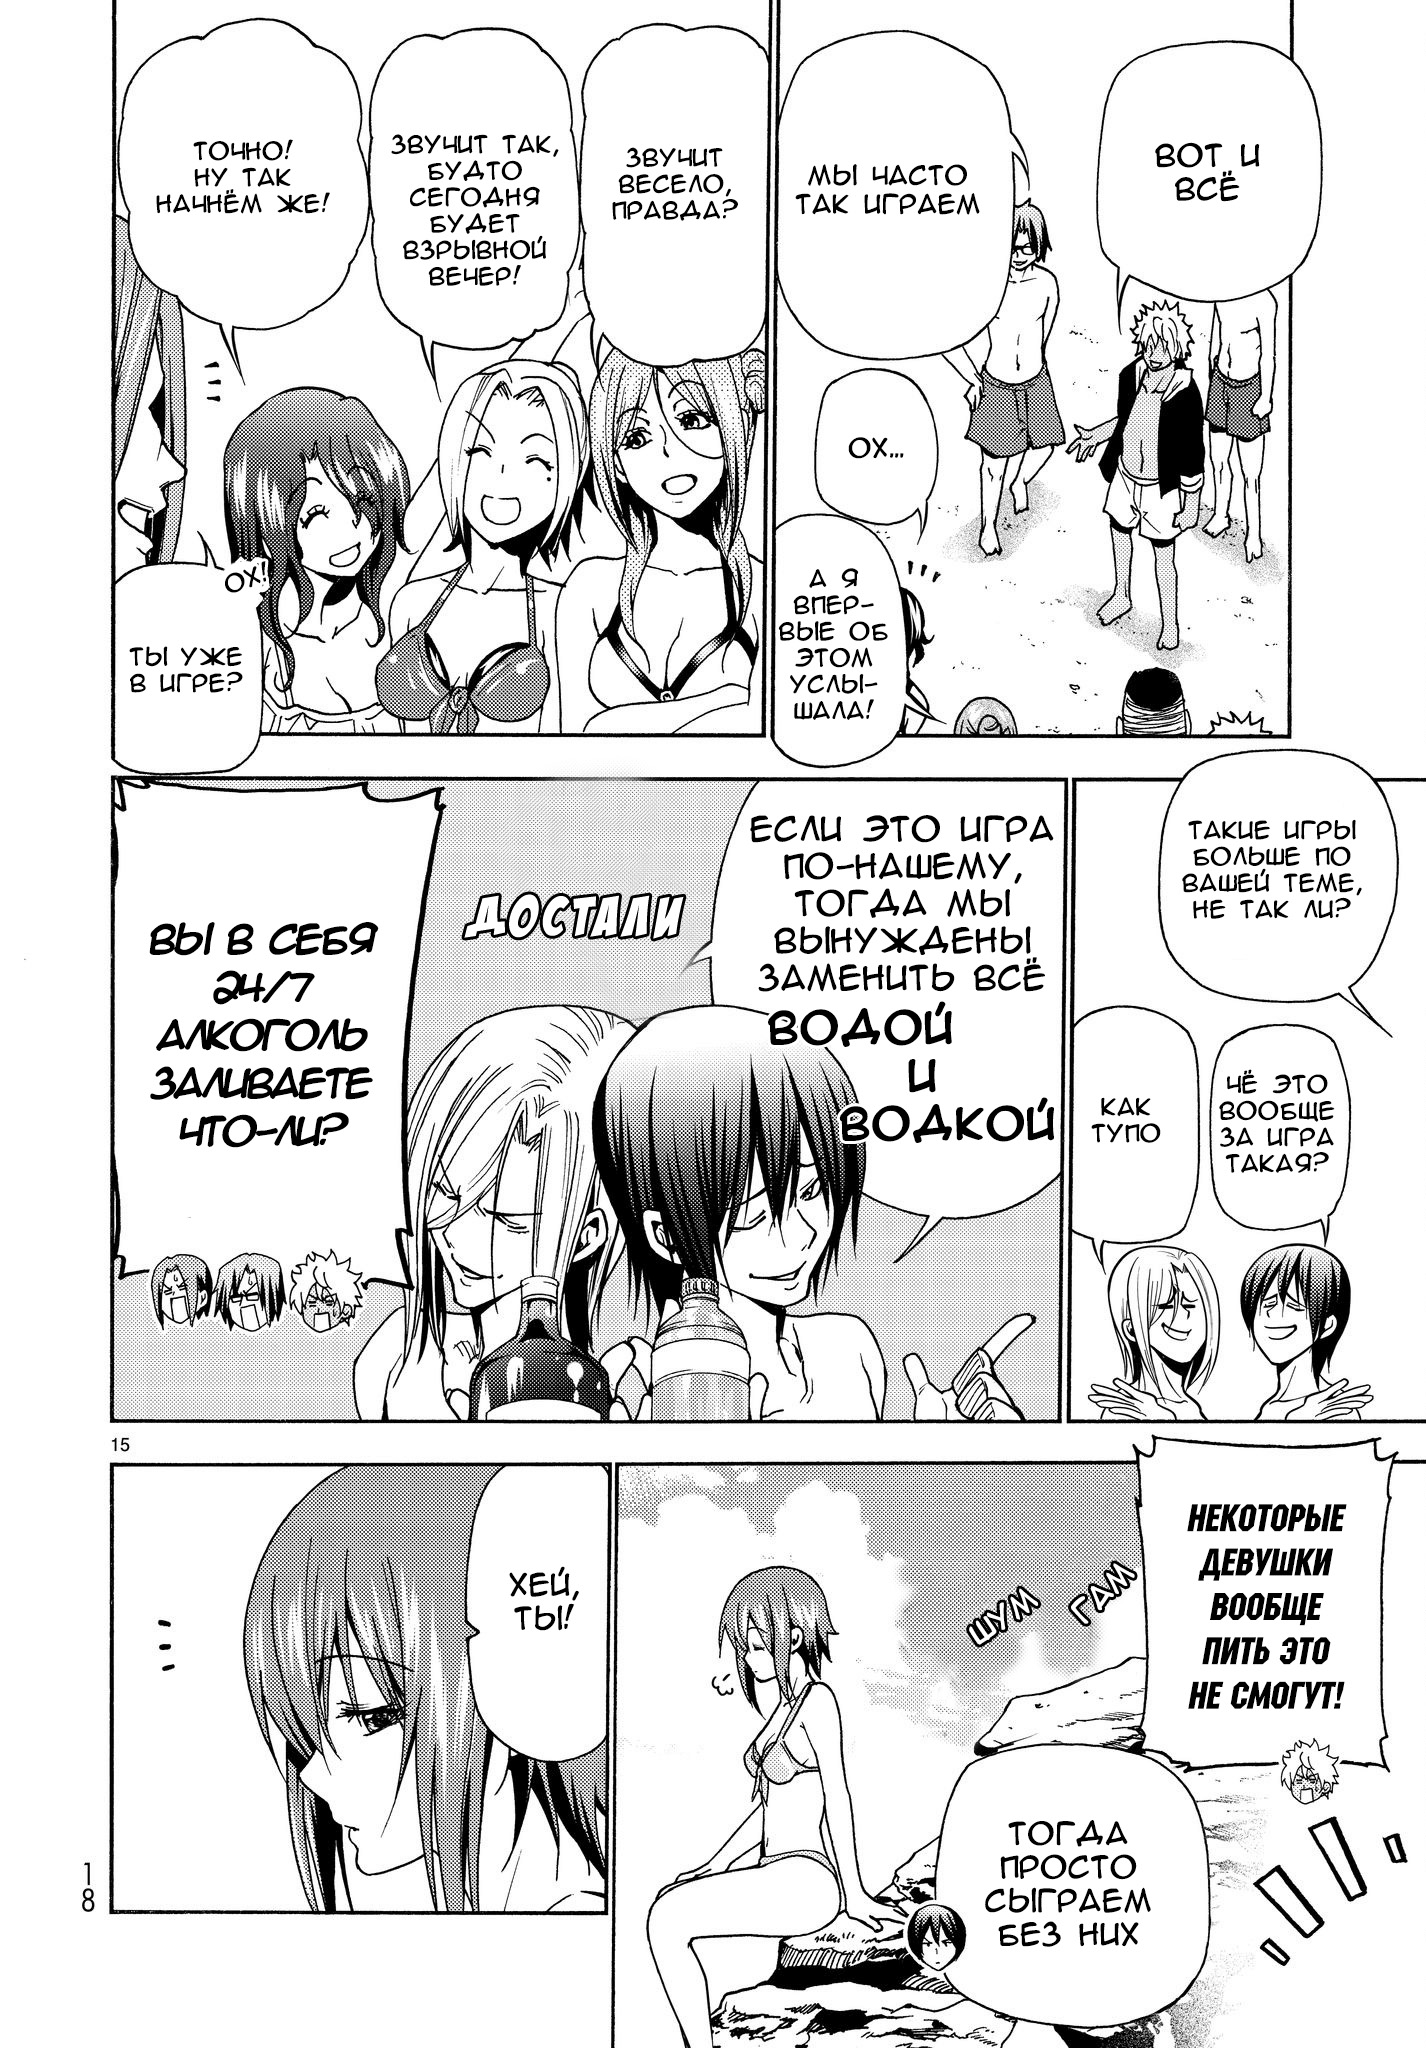 ВОТ И
ВСЁ
МЫ ЧАСТО
ТАК ИГРАЕМ
ОХ...
А Я
ВПЕР-
ВЫЕ ОБ
ЭТОМ
УСЛЫ-
ШАЛА!
ЗВУЧИТ
ВЕСЕЛО,
ПРАВДА?
ЗВУЧИТ ТАК,
БУДТО
СЕГОДНЯ
БУДЕТ
ВЗРЫВНОЙ
ВЕЧЕР!
ТОЧНО!
НУ ТАК
НАЧНЁМ ЖЕ!
ОХ!
ТЫ УЖЕ
В ИГРЕ?
ТАКИЕ ИГРЫ
БОЛЬШЕ ПО
ВАШЕЙ ТЕМЕ,
НЕ ТАК ЛИ?
ЧЁ ЭТО
ВООБЩЕ
ЗА ИГРА
ТАКАЯ?
КАК
ТУПО
ЕСЛИ ЭТО ИГРА
ПО-НАШЕМУ,
ТОГДА МЫ
ВЫНУЖДЕНЫ
ЗАМЕНИТЬ ВСЁ
ВОДОЙ
И
ВОДКОЙ
ДОСТАЛИ
ВЫ В СЕБЯ
24/7
АЛКОГОЛЬ
ЗАЛИВАЕТЕ
ЧТО-ЛИ?
15
НЕКОТОРЫЕ
ДЕВУШКИ
ВООБЩЕ
ПИТЬ ЭТО
НЕ СМОГУТ!
ШУМ
ГАМ
ТОГДА
ПРОСТО
СЫГРАЕМ
БЕЗ НИХ
ХЕЙ,
ТЫ!
18